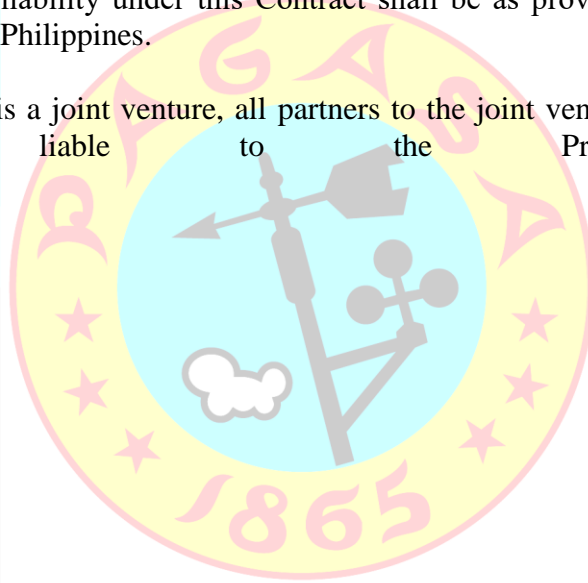 liability under this Contract shall be as prov
Philippines.
is a joint venture, all partners to the joint ven
liable to the Pr
PAGASA
1865